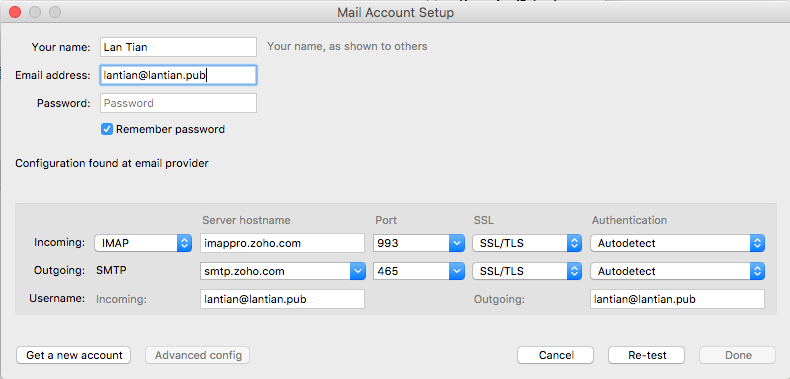 Mail Account Setup
Your name: Lan Tian Your name, as shown to others
Email address: lantian@lantian.pub
Password: Password
Remember password
Configuration found at email provider
Server hostname Port SSL Authentication
Incoming: IMAP imappro.zoho.com 993 SSL/TLS Autodetect
Outgoing: SMTP smtp.zoho.com 465 SSL/TLS Autodetect
Username: Incoming: lantian@lantian.pub Outgoing: lantian@lantian.pub
Get a new account Advanced config Cancel Re-test Done